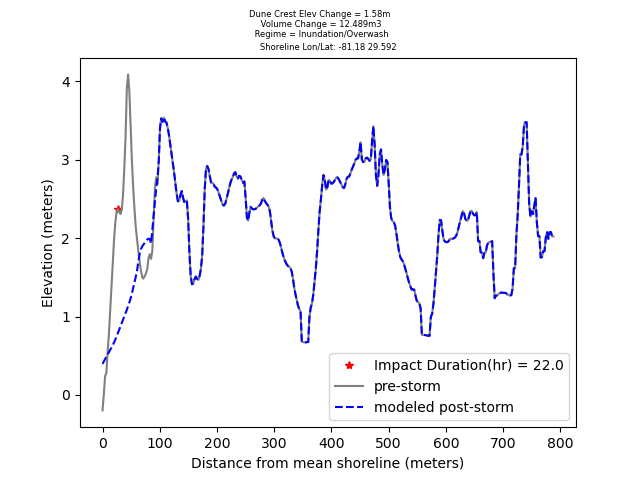 Dune Crest Elev Change = 1.58m
Volume Change = 12.489m3
Regime = Inundation/Overwash
Shoreline Lon/Lat: -81.18 29.592
4
3
2
1
0
Elevation (meters)
Impact Duration(hr) = 22.0
pre-storm
modeled post-storm
0 100 200 300 400 500 600 700 800
Distance from mean shoreline (meters)